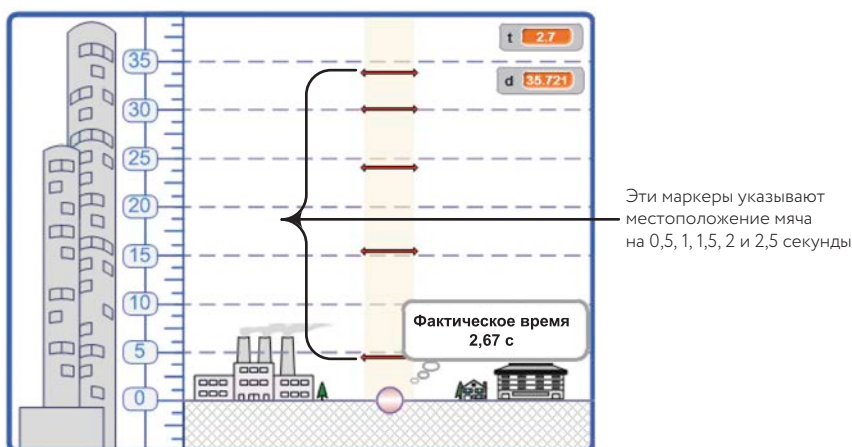 t 2.7
d 35.721
35
30
25
20
15
10
5
0
Фактическое время
2,67 с
Эти маркеры указывают
местоположение мяча
на 0,5, 1, 1,5, 2 и 2,5 секунды